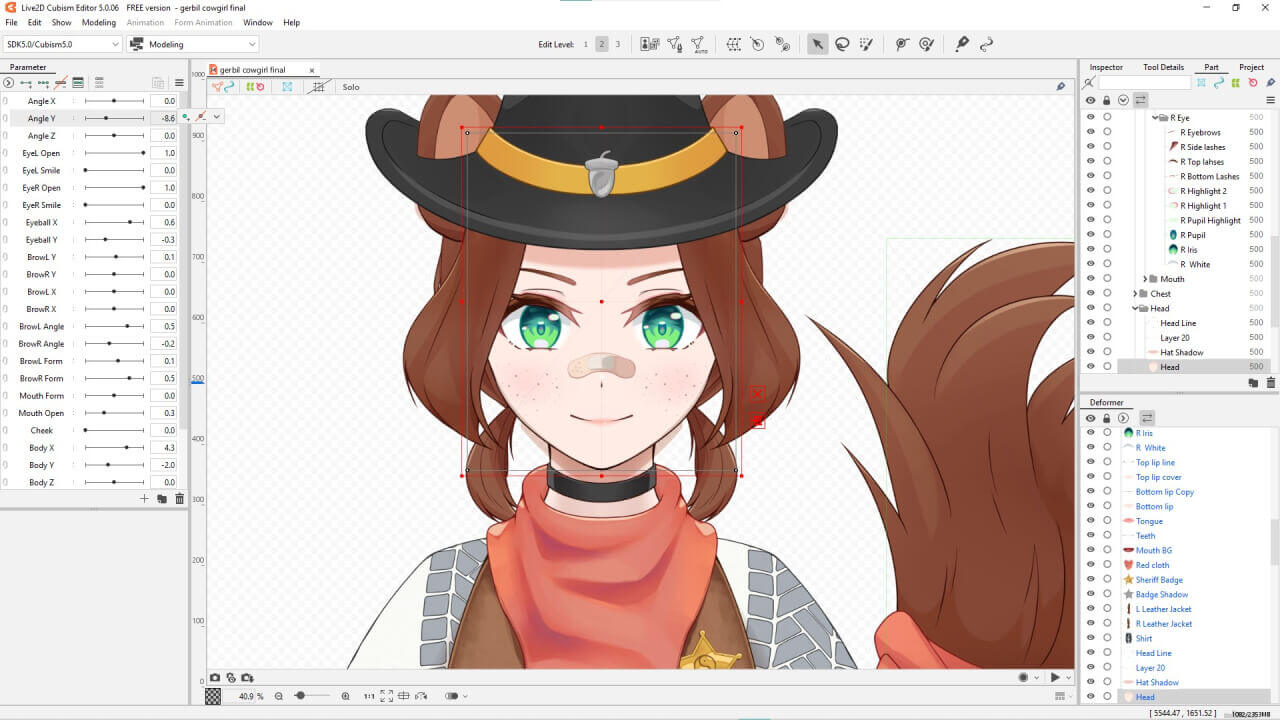 Live2D Cubism Editor 5.0.06 FREE version - gerbil cowgirl final
File Edit Show Modeling Animation Form Animation Window Help
SDK5.0/Cubism5.0 Modeling Edit Level: 1 2 3 AUTO
Parameter
gerbil cowgirl final
Solo
Angle X 0.0
Angle Y -8.6
Angle Z 0.0
EyeL Open 1.0
EyeL Smile 0.0
EyeR Open 1.0
EyeR Smile 0.0
Eyeball X 0.6
Eyeball Y -0.3
BrowL Y 0.1
BrowR Y 0.0
BrowL X 0.0
BrowR X 0.0
BrowL Angle 0.5
BrowR Angle -0.2
BrowL Form 0.1
BrowR Form 0.5
Mouth Form 0.0
Mouth Open 0.3
Cheek 0.0
Body X 4.3
Body Y -2.0
Body Z 0.0
1000
900
800
700
600
500
400
300
200
100
0
40.9 %
1:1
Inspector Tool Details Part Project
R Eye 500
R Eyebrows 500
R Side lashes 500
R Top lahses 500
R Bottom Lashes 500
R Highlight 2 500
R Highlight 1 500
R Pupil Highlight 500
R Pupil 500
R Iris 500
R White 500
Mouth 500
Chest 500
Head 500
Head Line 500
Layer 20 500
Hat Shadow 500
Head 500
Deformer
R Iris
R White
Top lip line
Top lip cover
Bottom lip Copy
Bottom lip
Tongue
Teeth
Mouth BG
Red cloth
Sheriff Badge
Badge Shadow
L Leather Jacket
R Leather Jacket
Shirt
Head Line
Layer 20
Hat Shadow
Head
[ 5544.47 , 1651.52 ] 1082/2353MB